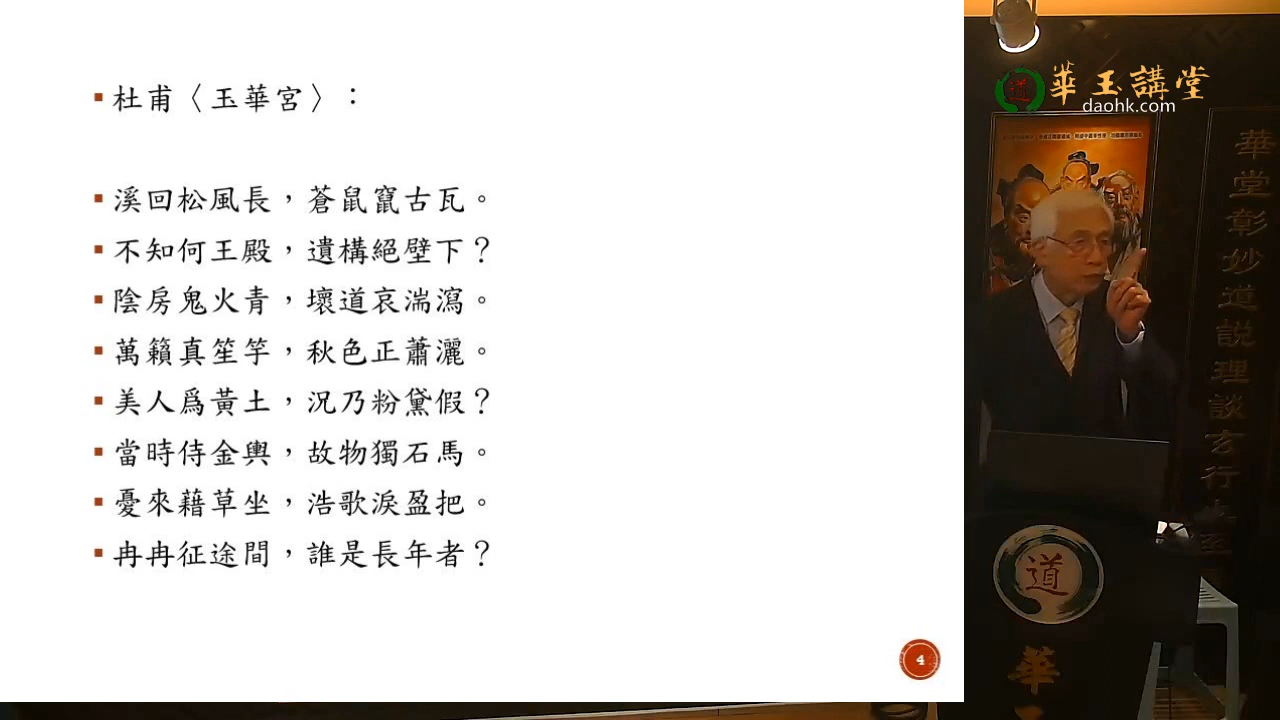 杜甫〈玉華宮〉：
溪回松風長，蒼鼠竄古瓦。
不知何王殿，遺構絕壁下？
陰房鬼火青，壞道哀湍瀉。
萬籟真笙竽，秋色正蕭灑。
美人爲黃土，況乃粉黛假？
當時侍金輿，故物獨石馬。
憂來藉草坐，浩歌淚盈把。
冉冉征途間，誰是長年者？
4
道
華玉講堂
daohk.com
華堂彰妙道説理談玄行
道
華